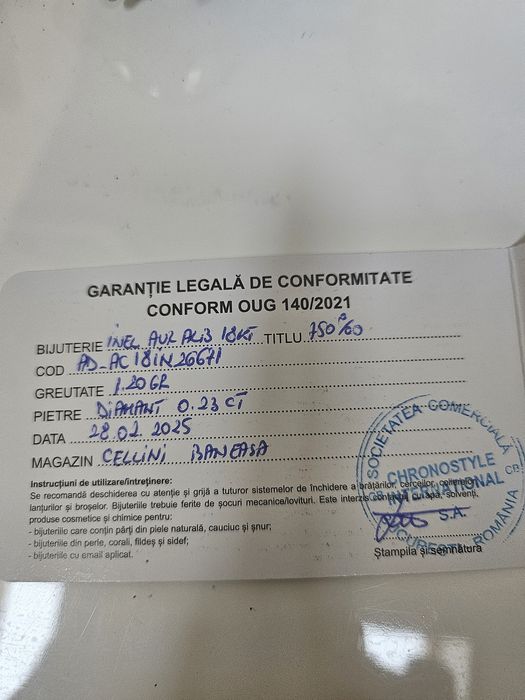 GARANȚIE LEGALĂ DE CONFORMITATE
CONFORM OUG 140/2021
BIJUTERIE INEL AUR ALB 18KT TITLU 750‰
COD AD-AC18IN26671
GREUTATE 1.20GR
PIETRE DIAMANT 0.23 CT
DATA 28.02.2025
MAGAZIN CELLINI BANEASA
Instrucțiuni de utilizare/întreținere:
Se recomandă deschiderea cu atenție și grijă a tuturor sistemelor de închidere a brățărilor, cerceilor, colierelor,
lanțurilor și broșelor. Bijuteriile trebuie ferite de șocuri mecanice/lovituri. Este interzis contactul cu apă, solvenți,
produse cosmetice și chimice pentru:
- bijuteriile care conțin părți din piele naturală, cauciuc și șnur;
- bijuteriile din perle, corali, fildeș și sidef;
- bijuteriile cu email aplicat.
SOCIETATEA COMERCIALĂ
CHRONOSTYLE
INTERNATIONAL
S.A.
BUCUREȘTI - ROMÂNIA
Ștampila și semnătura